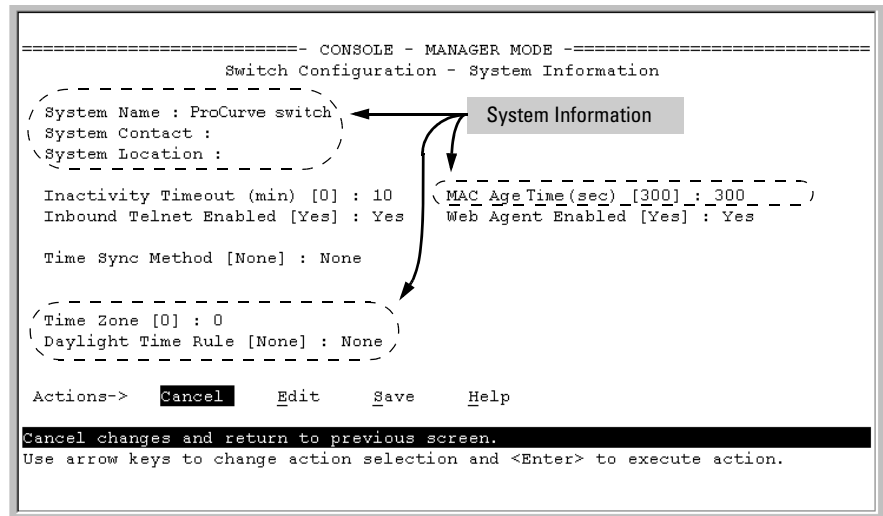 ==========================- CONSOLE - MANAGER MODE -============================
Switch Configuration - System Information
System Name : ProCurve switch
System Information
System Contact :
System Location :
Inactivity Timeout (min) [0] : 10 MAC Age Time(sec) [300] : 300
Inbound Telnet Enabled [Yes] : Yes Web Agent Enabled [Yes] : Yes
Time Sync Method [None] : None
Time Zone [0] : 0
Daylight Time Rule [None] : None
Actions-> Cancel Edit Save Help
Cancel changes and return to previous screen.
Use arrow keys to change action selection and <Enter> to execute action.